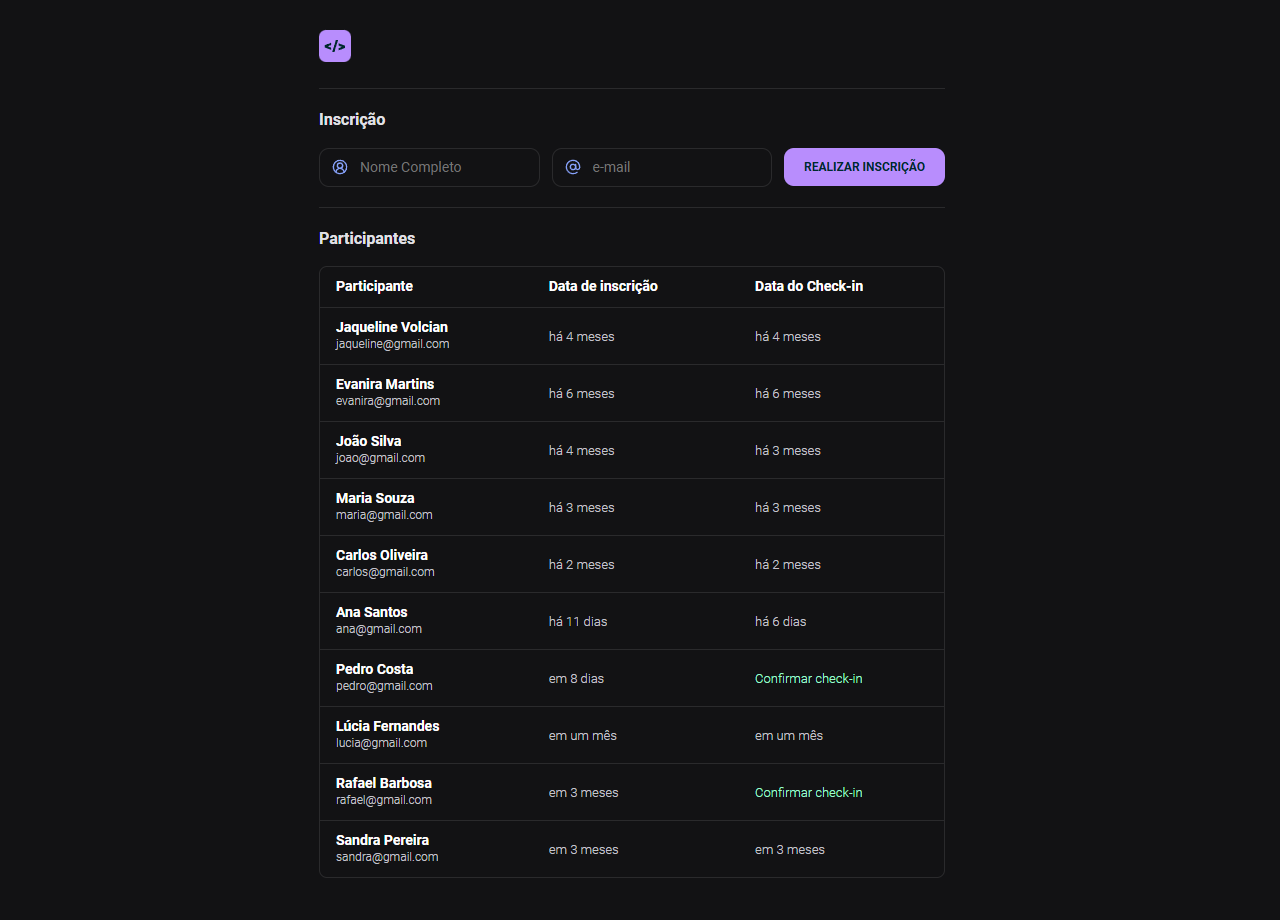 </>
Inscrição
Nome Completo e-mail REALIZAR INSCRIÇÃO
Participantes
Participante Data de inscrição Data do Check-in
Jaqueline Volcian
jaqueline@gmail.com há 4 meses há 4 meses
Evanira Martins
evanira@gmail.com há 6 meses há 6 meses
João Silva
joao@gmail.com há 4 meses há 3 meses
Maria Souza
maria@gmail.com há 3 meses há 3 meses
Carlos Oliveira
carlos@gmail.com há 2 meses há 2 meses
Ana Santos
ana@gmail.com há 11 dias há 6 dias
Pedro Costa
pedro@gmail.com em 8 dias Confirmar check-in
Lúcia Fernandes
lucia@gmail.com em um mês em um mês
Rafael Barbosa
rafael@gmail.com em 3 meses Confirmar check-in
Sandra Pereira
sandra@gmail.com em 3 meses em 3 meses